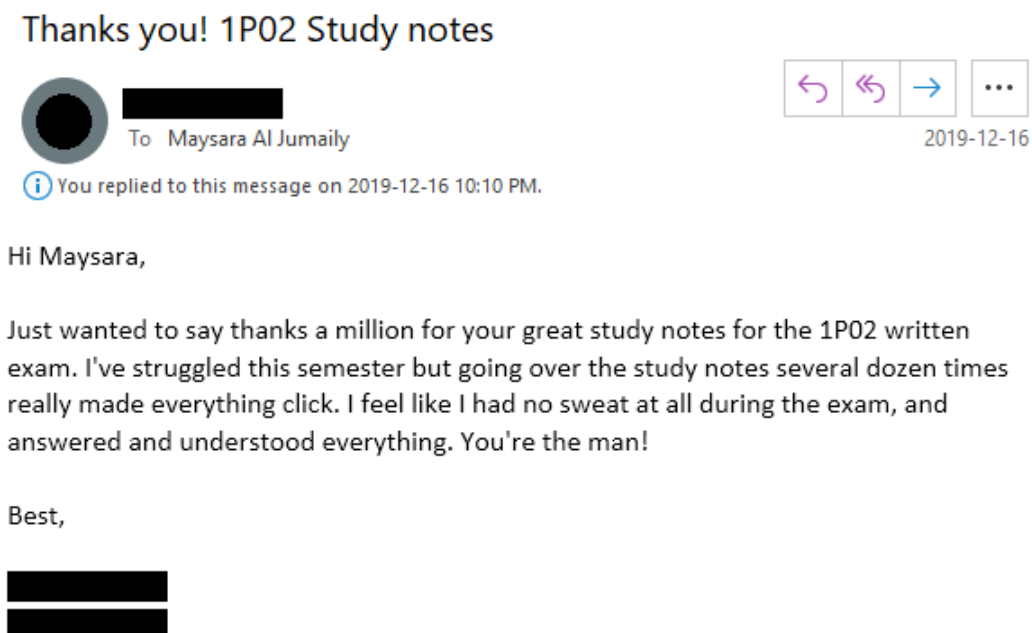 Thanks you! 1P02 Study notes
To Maysara Al Jumaily
2019-12-16
You replied to this message on 2019-12-16 10:10 PM.
Hi Maysara,
Just wanted to say thanks a million for your great study notes for the 1P02 written
exam. I've struggled this semester but going over the study notes several dozen times
really made everything click. I feel like I had no sweat at all during the exam, and
answered and understood everything. You're the man!
Best,